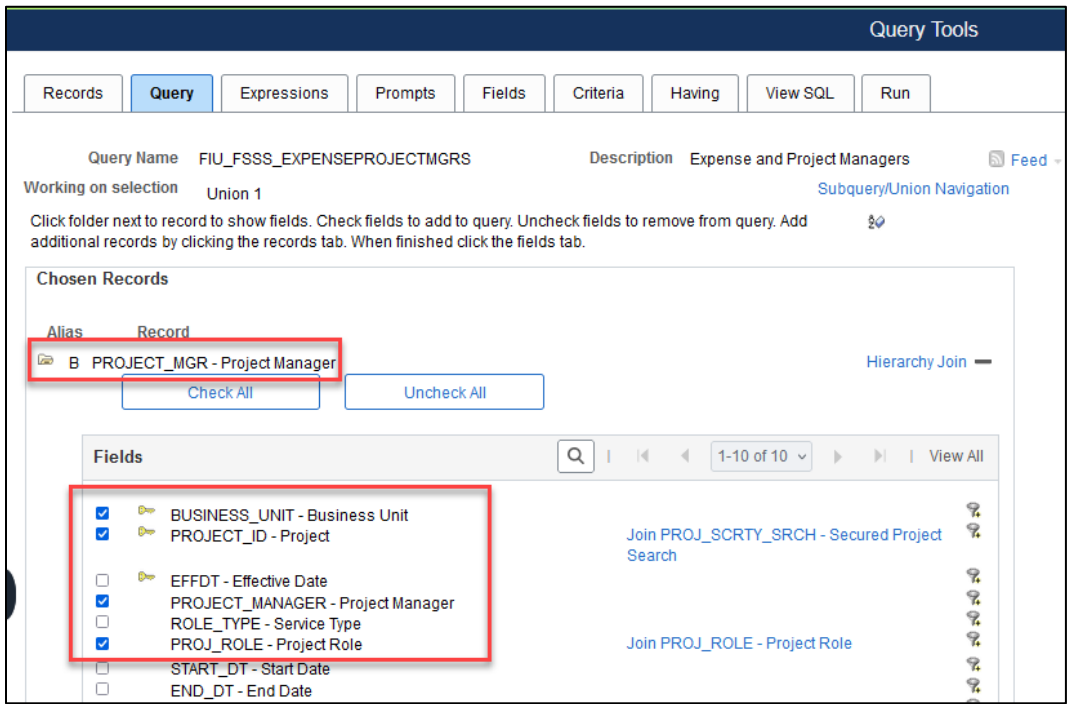 Query Tools
Records Query Expressions Prompts Fields Criteria Having View SQL Run
Query Name FIU_FSSS_EXPENSEPROJECTMGRS Description Expense and Project Managers Feed
Working on selection Union 1 Subquery/Union Navigation
Click folder next to record to show fields. Check fields to add to query. Uncheck fields to remove from query. Add
additional records by clicking the records tab. When finished click the fields tab.
Chosen Records
Alias Record
B PROJECT_MGR - Project Manager Hierarchy Join
Check All Uncheck All
Fields 1-10 of 10 View All
BUSINESS_UNIT - Business Unit
PROJECT_ID - Project Join PROJ_SCRTY_SRCH - Secured Project
Search
EFFDT - Effective Date
PROJECT_MANAGER - Project Manager
ROLE_TYPE - Service Type
PROJ_ROLE - Project Role Join PROJ_ROLE - Project Role
START_DT - Start Date
END_DT - End Date